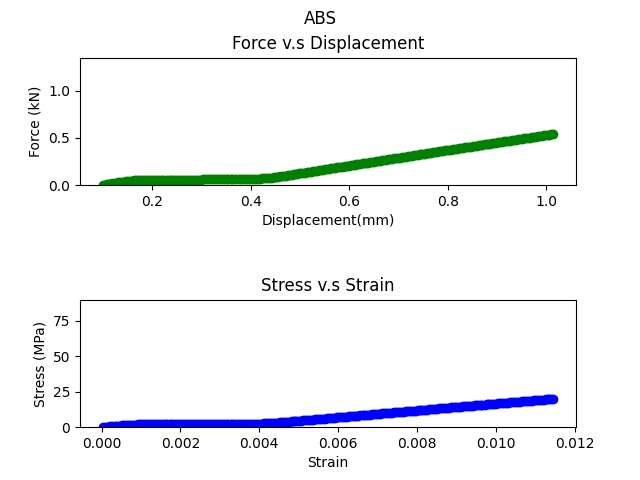 ABS
Force v.s Displacement
1.0
0.5
0.0
Force (kN)
0.2 0.4 0.6 0.8 1.0
Displacement(mm)
Stress v.s Strain
75
50
25
0
Stress (MPa)
0.000 0.002 0.004 0.006 0.008 0.010 0.012
Strain